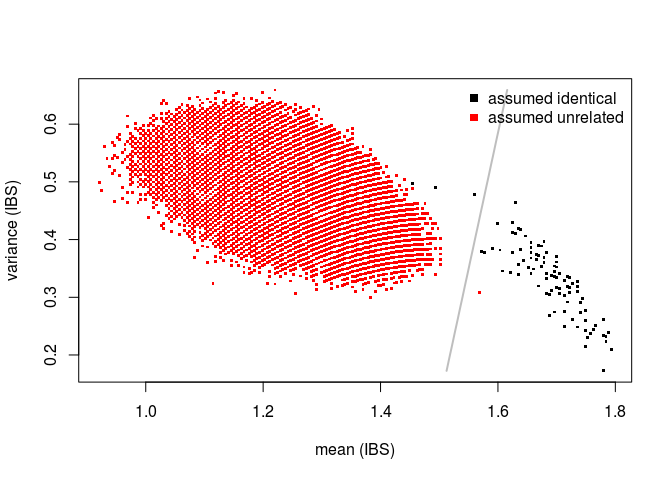 assumed identical
assumed unrelated
variance (IBS)
0.6
0.5
0.4
0.3
0.2
1.0
1.2
1.4
1.6
1.8
mean (IBS)